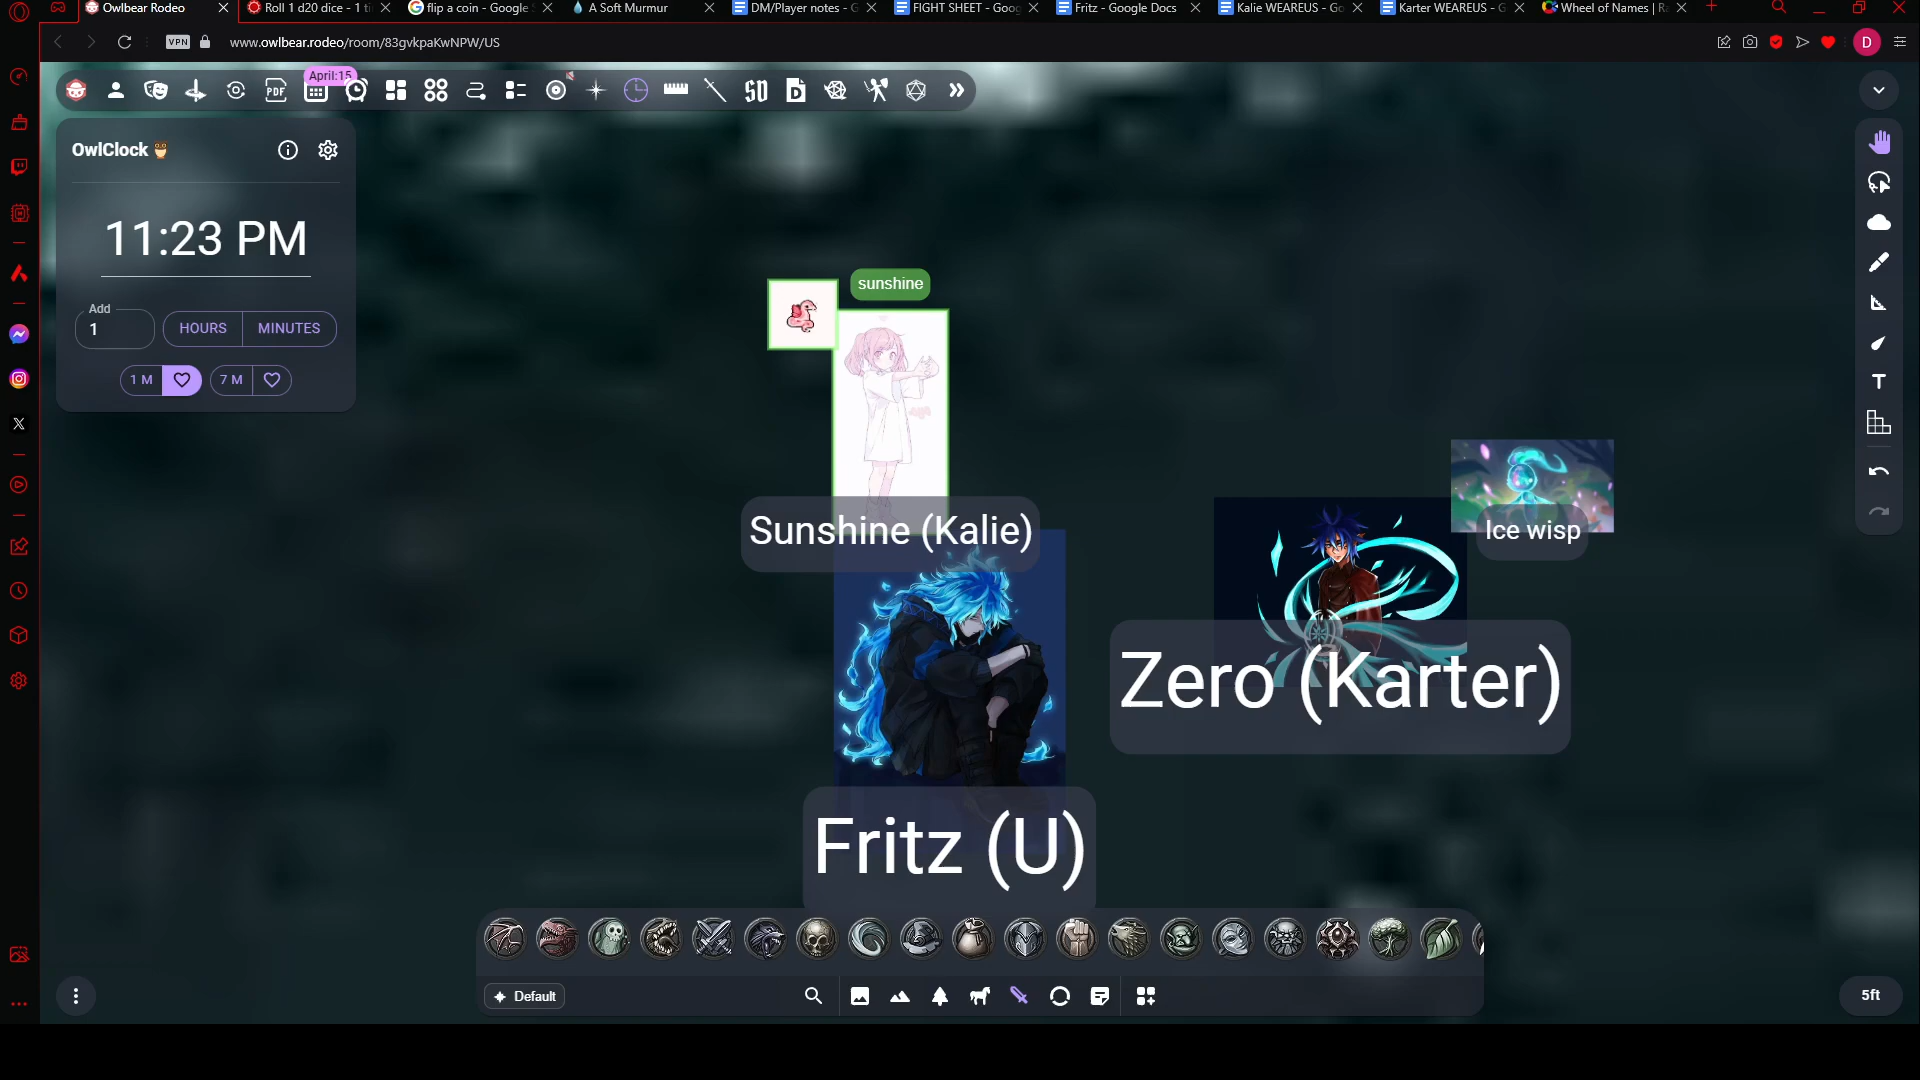 Owlbear Rodeo
Roll 1 d20 dice - 1 ti
flip a coin - Google
A Soft Murmur
DM/Player notes - G
FIGHT SHEET - Goog
Fritz - Google Docs
Kalie WEAREUS - Go
Karter WEAREUS - G
Wheel of Names | Ra
VPN
www.owlbear.rodeo/room/83gvkpaKwNPW/US
D
April:15
PDF
OwlClock
11:23 PM
Add
1
HOURS
MINUTES
1 M
7 M
sunshine
Sunshine (Kalie)
Ice wisp
Zero (Karter)
Fritz (U)
Default
5ft